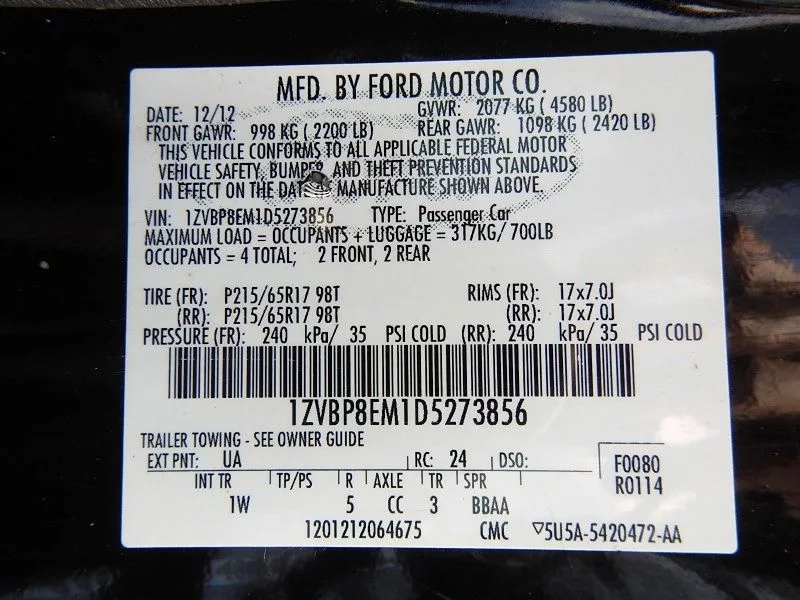 MFD. BY FORD MOTOR CO.
DATE: 12/12 GVWR: 2077 KG ( 4580 LB)
FRONT GAWR: 998 KG ( 2200 LB) REAR GAWR: 1098 KG ( 2420 LB)
THIS VEHICLE CONFORMS TO ALL APPLICABLE FEDERAL MOTOR
VEHICLE SAFETY, BUMPER, AND THEFT PREVENTION STANDARDS
IN EFFECT ON THE DATE MANUFACTURE SHOWN ABOVE.
VIN: 1ZVBP8EM1D5273856 TYPE: Passenger Car
MAXIMUM LOAD = OCCUPANTS + LUGGAGE = 317KG/ 700LB
OCCUPANTS = 4 TOTAL; 2 FRONT, 2 REAR
TIRE (FR): P215/65R17 98T RIMS (FR): 17x7.0J
(RR): P215/65R17 98T (RR): 17x7.0J
PRESSURE (FR): 240 kPa/ 35 PSI COLD (RR): 240 kPa/ 35 PSI COLD
1ZVBP8EM1D5273856
TRAILER TOWING - SEE OWNER GUIDE
EXT PNT: UA RC: 24 DSO: F0080
R0114
INT TR TP/PS R AXLE TR SPR
1W 5 CC 3 BBAA
1201212064675 CMC ▽5U5A-5420472-AA